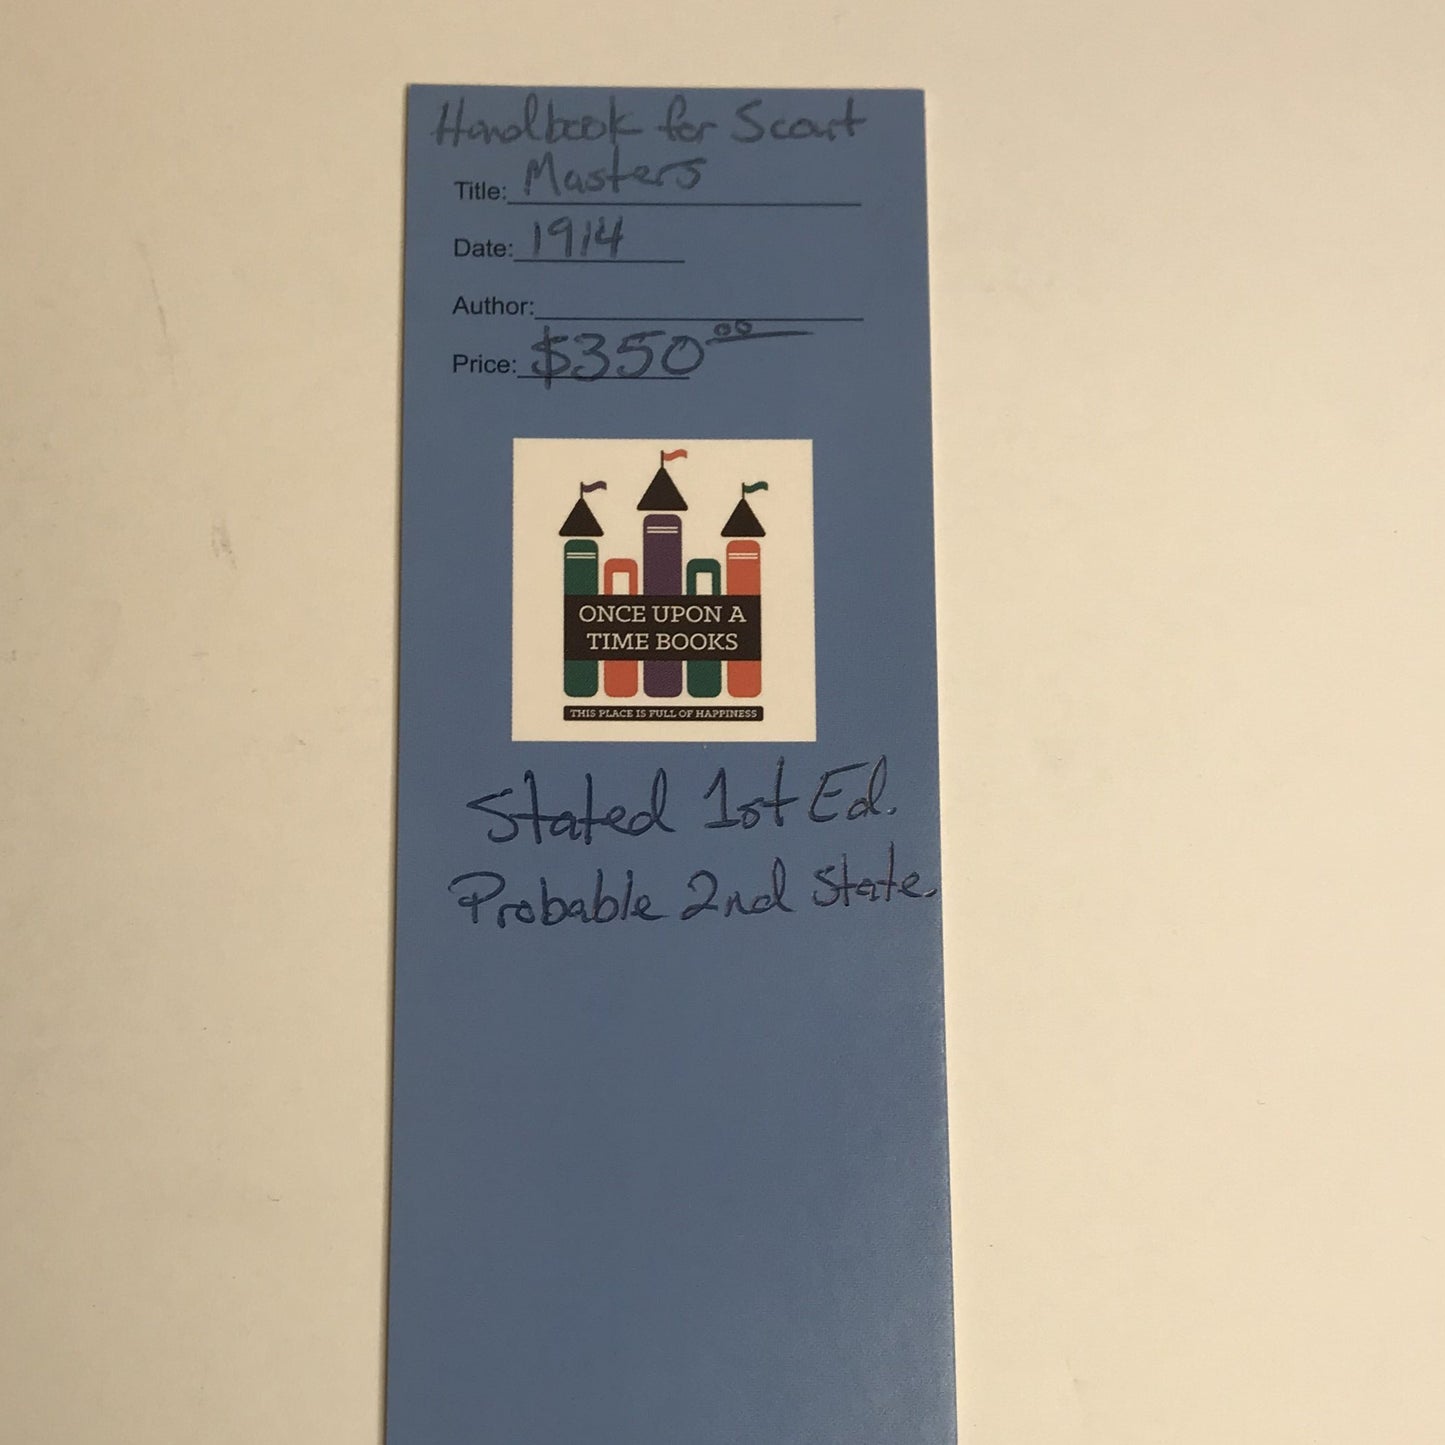 Handbook for Scout
Title: Masters
Date: 1914
Author:
Price: $350.00
ONCE UPON A
TIME BOOKS
THIS PLACE IS FULL OF HAPPINESS
Stated 1st Ed.
Probable 2nd State.